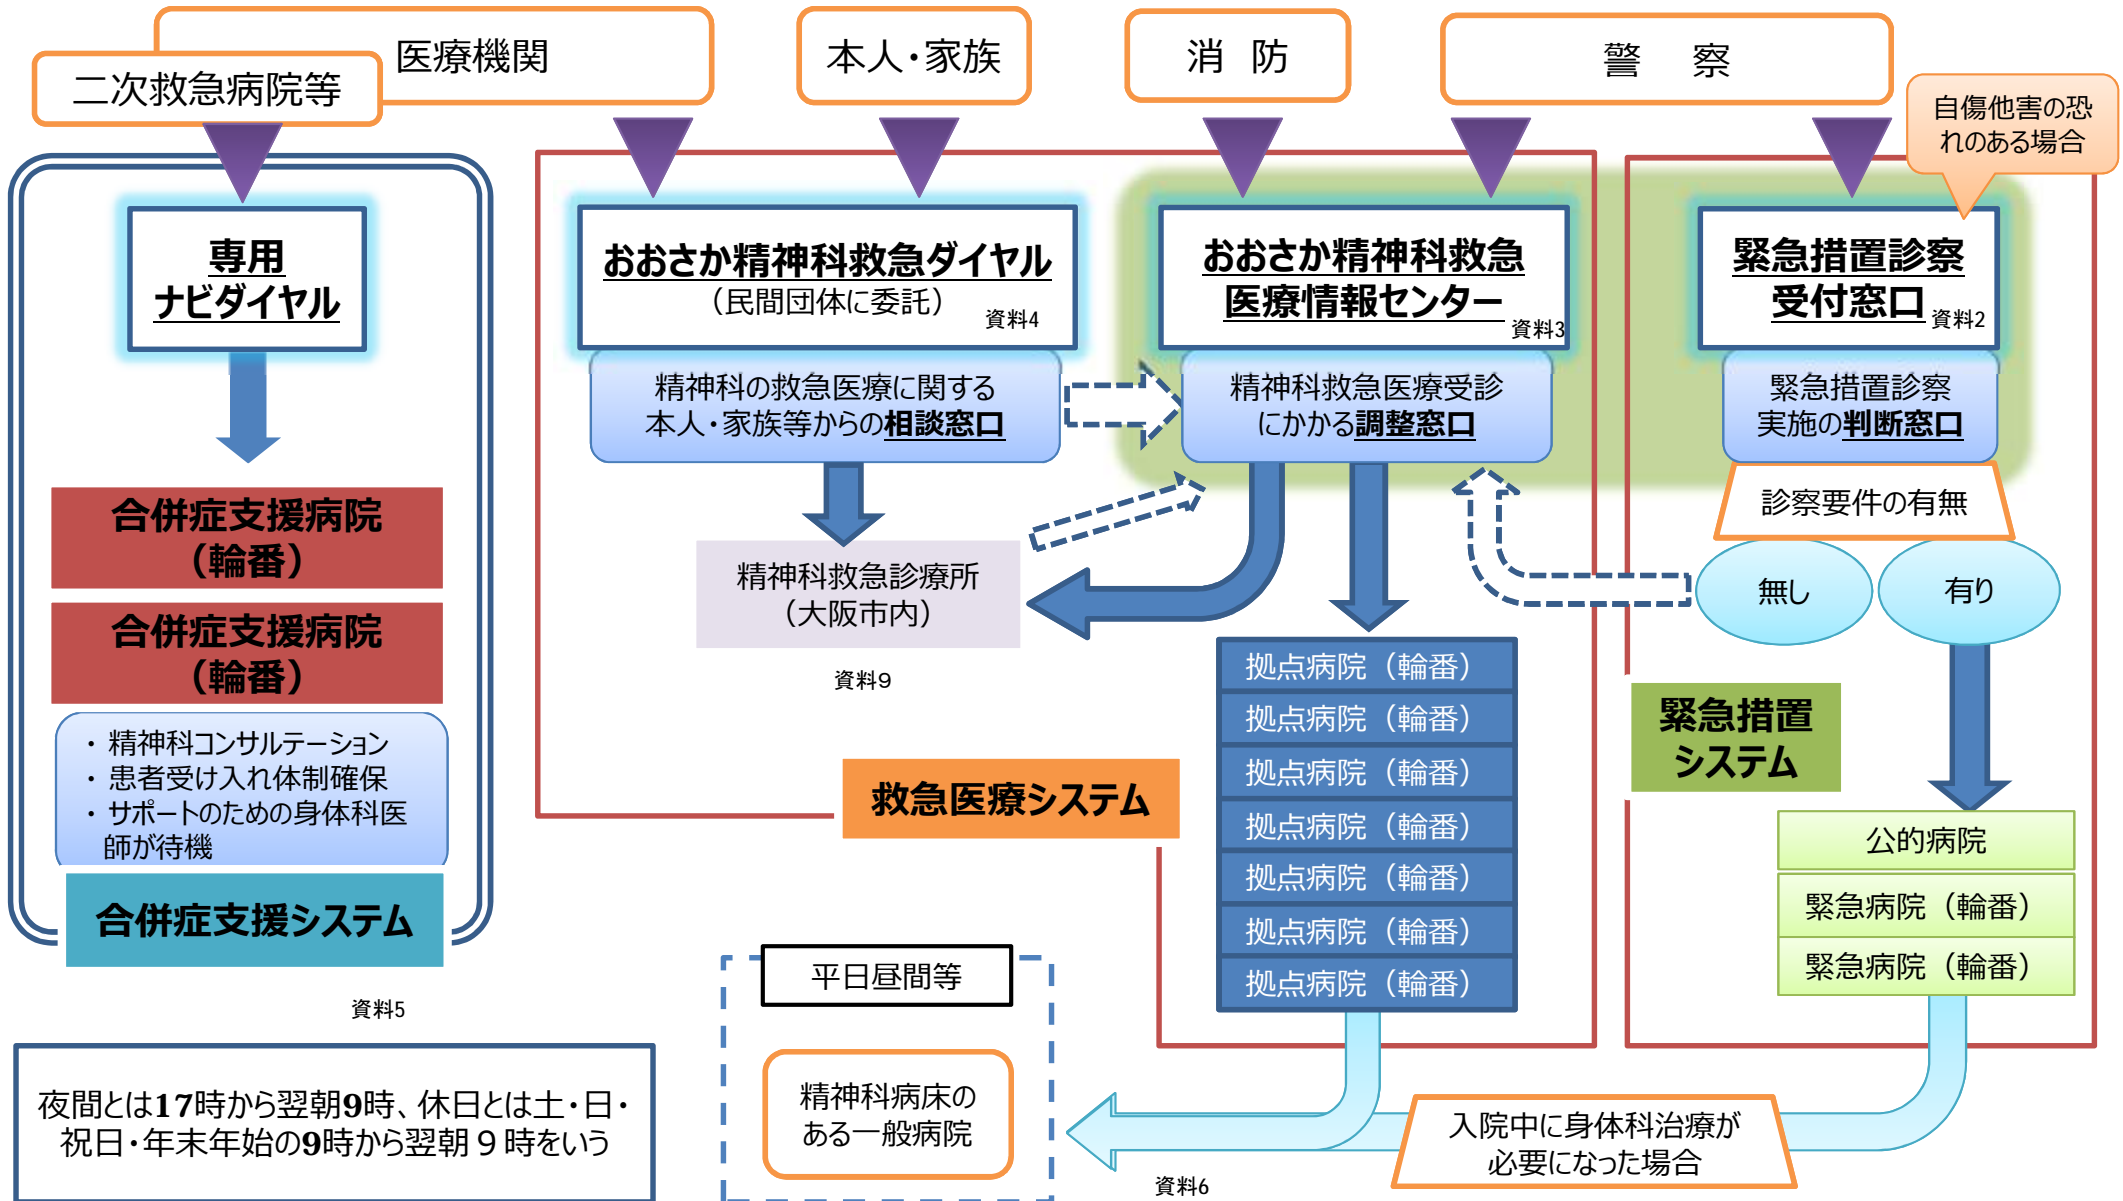 医療機関
二次救急病院等
本人・家族
消 防
警 察
自傷他害の恐
れのある場合
専用
ナビダイヤル
合併症支援病院
(輪番)
合併症支援病院
(輪番)
・ 精神科コンサルテーション
・ 患者受け入れ体制確保
・ サポートのための身体科医
師が待機
合併症支援システム
資料5
おおさか精神科救急ダイヤル
(民間団体に委託)
資料4
精神科の救急医療に関する
本人・家族等からの相談窓口
精神科救急診療所
(大阪市内)
資料9
救急医療システム
おおさか精神科救急
医療情報センター
資料3
精神科救急医療受診
にかかる調整窓口
拠点病院(輪番)
拠点病院(輪番)
拠点病院(輪番)
拠点病院(輪番)
拠点病院(輪番)
拠点病院(輪番)
拠点病院(輪番)
緊急措置診察
受付窓口
資料2
緊急措置診察
実施の判断窓口
診察要件の有無
無し
有り
緊急措置
システム
公的病院
緊急病院(輪番)
緊急病院(輪番)
平日昼間等
精神科病床の
ある一般病院
入院中に身体科治療が
必要になった場合
資料6
夜間とは17時から翌朝9時、休日とは土・日・
祝日・年末年始の9時から翌朝9時をいう